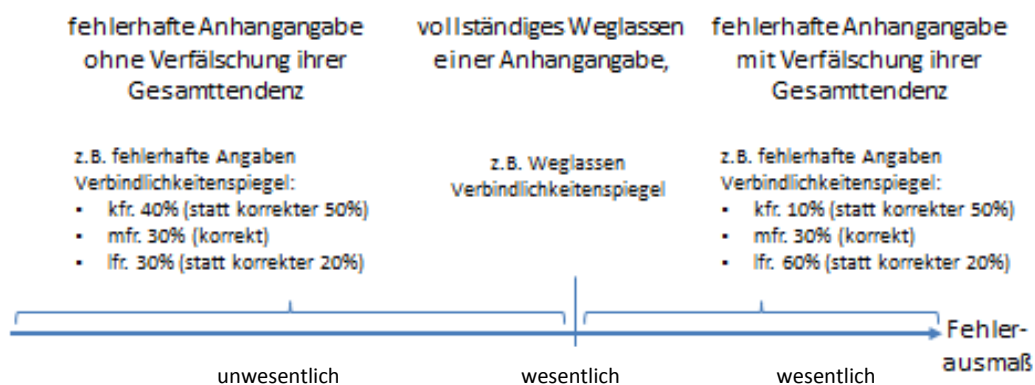 fehlerhafte Anhangangabe
ohne Verfälschung ihrer
Gesamttendenz
vollständiges Weglassen
einer Anhangangabe,
fehlerhafte Anhangangabe
mit Verfälschung ihrer
Gesamttendenz
z.B. fehlerhafte Angaben
Verbindlichkeitenspiegel:
▪ kfr. 40% (statt korrekter 50%)
▪ mfr. 30% (korrekt)
▪ lfr. 30% (statt korrekter 20%)
z.B. Weglassen
Verbindlichkeitenspiegel
z.B. fehlerhafte Angaben
Verbindlichkeitenspiegel:
▪ kfr. 10% (statt korrekter 50%)
▪ mfr. 30% (korrekt)
▪ lfr. 60% (statt korrekter 20%)
Fehler-
ausmaß
unwesentlich
wesentlich
wesentlich